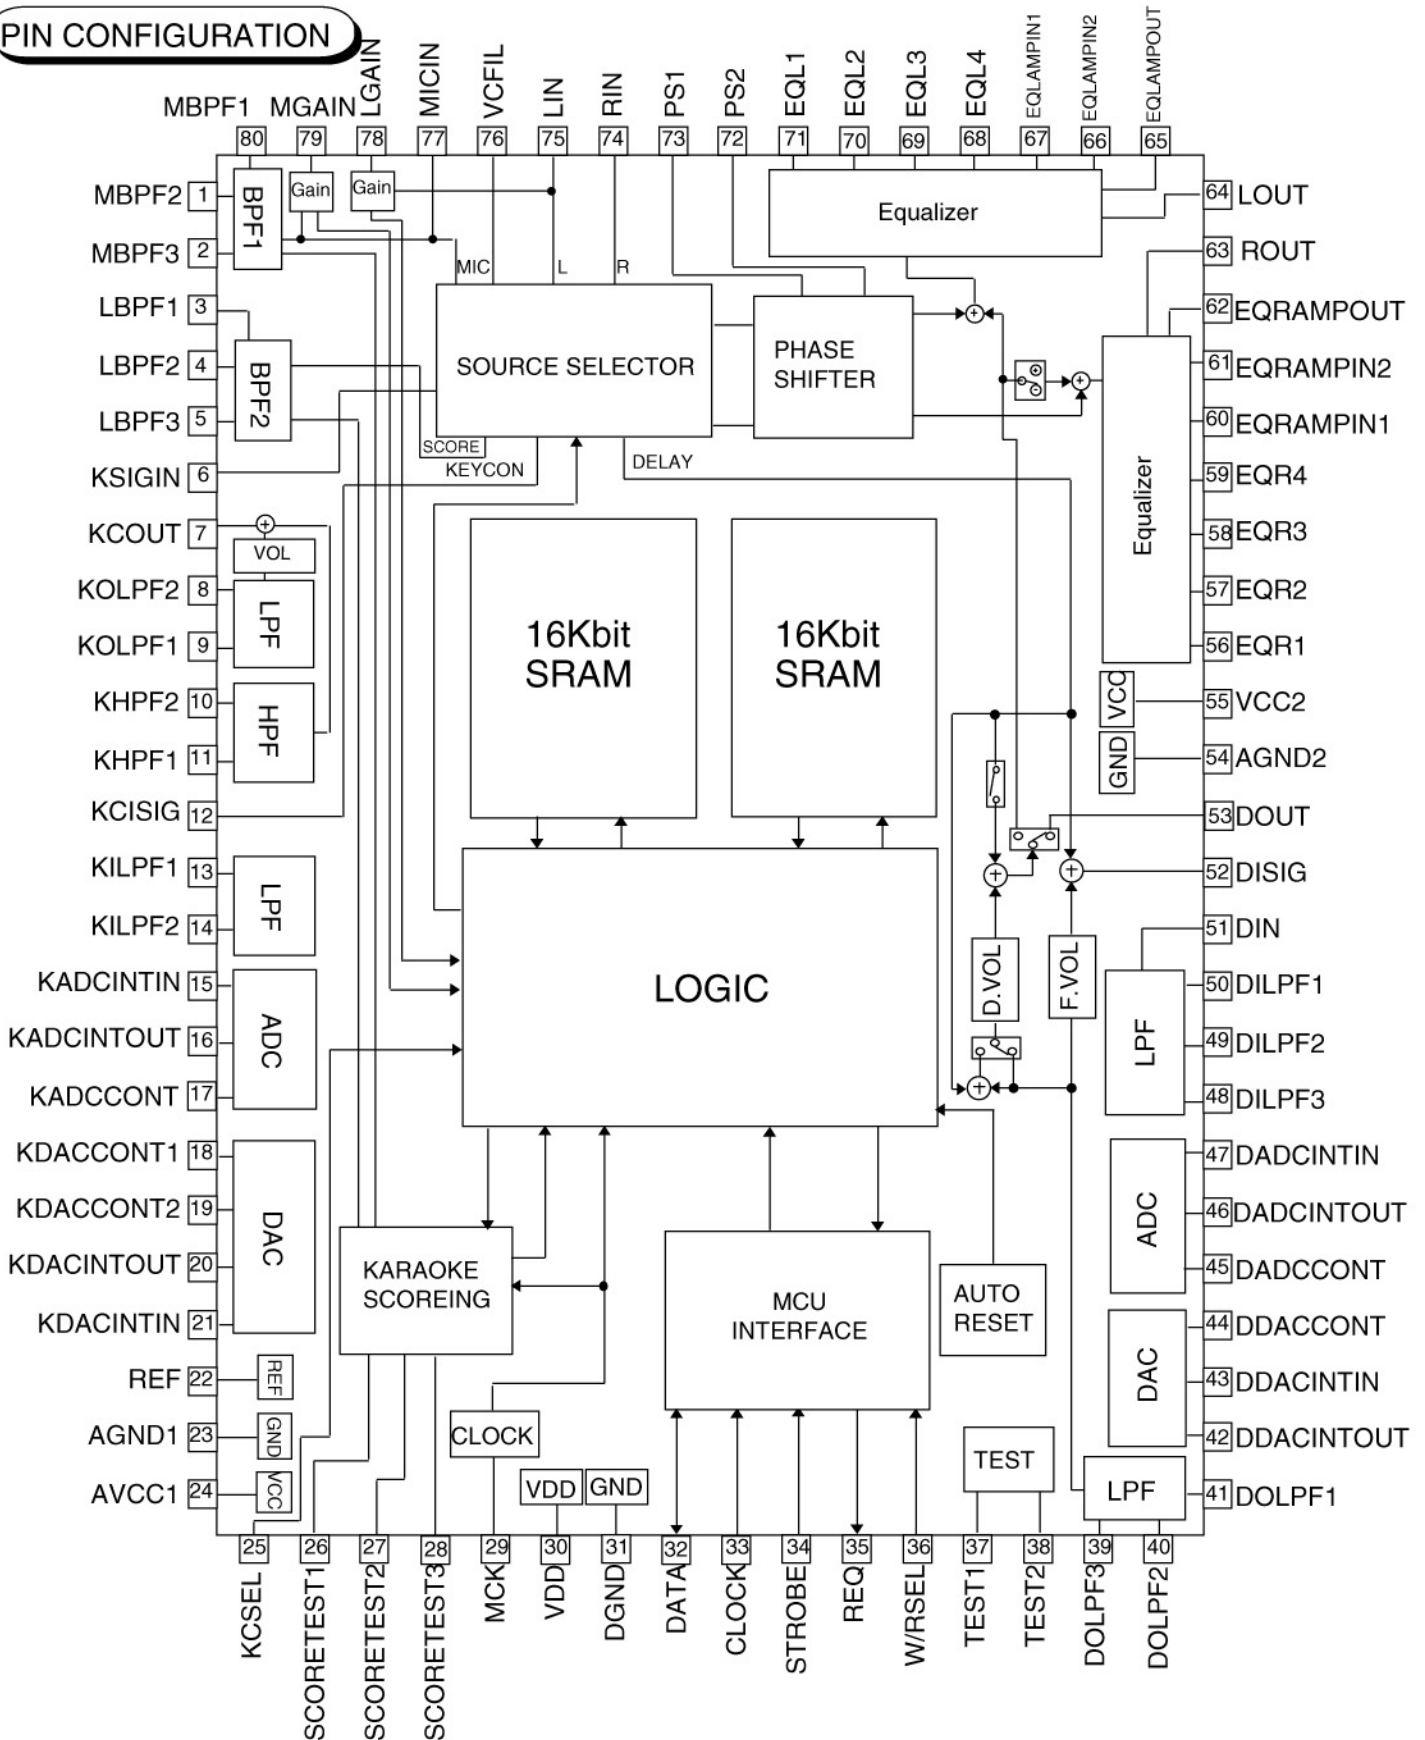 PIN CONFIGURATION
MBPF1
MGAIN
LGAIN
MICIN
VCFIL
LIN
RIN
PS1
PS2
EQL1
EQL2
EQL3
EQL4
EQLAMPIN1
EQLAMPIN2
EQLAMPOUT
80
79
78
77
76
75
74
73
72
71
70
69
68
67
66
65
MBPF2 1
MBPF3 2
LBPF1 3
LBPF2 4
LBPF3 5
KSIGIN 6
KCOUT 7
KOLPF2 8
KOLPF1 9
KHPF2 10
KHPF1 11
KCISIG 12
KILPF1 13
KILPF2 14
KADCINTIN 15
KADCINTOUT 16
KADCCONT 17
KDACCONT1 18
KDACCONT2 19
KDACINTOUT 20
KDACINTIN 21
REF 22
AGND1 23
AVCC1 24
BPF1
Gain
Gain
BPF2
VOL
LPF
HPF
LPF
ADC
DAC
REF
GND
VCC
MIC
L
R
SOURCE SELECTOR
SCORE
KEYCON
DELAY
PHASE
SHIFTER
Equalizer
Equalizer
16Kbit
SRAM
16Kbit
SRAM
LOGIC
D.VOL
F.VOL
KARAOKE
SCOREING
MCU
INTERFACE
AUTO
RESET
CLOCK
VDD
GND
TEST
VCC
GND
LPF
ADC
DAC
LPF
64 LOUT
63 ROUT
62 EQRAMPOUT
61 EQRAMPIN2
60 EQRAMPIN1
59 EQR4
58 EQR3
57 EQR2
56 EQR1
55 VCC2
54 AGND2
53 DOUT
52 DISIG
51 DIN
50 DILPF1
49 DILPF2
48 DILPF3
47 DADCINTIN
46 DADCINTOUT
45 DADCCONT
44 DDACCONT
43 DDACINTIN
42 DDACINTOUT
41 DOLPF1
25
26
27
28
29
30
31
32
33
34
35
36
37
38
39
40
KCSEL
SCORETEST1
SCORETEST2
SCORETEST3
MCK
VDD
DGND
DATA
CLOCK
STROBE
REQ
W/RSEL
TEST1
TEST2
DOLPF3
DOLPF2